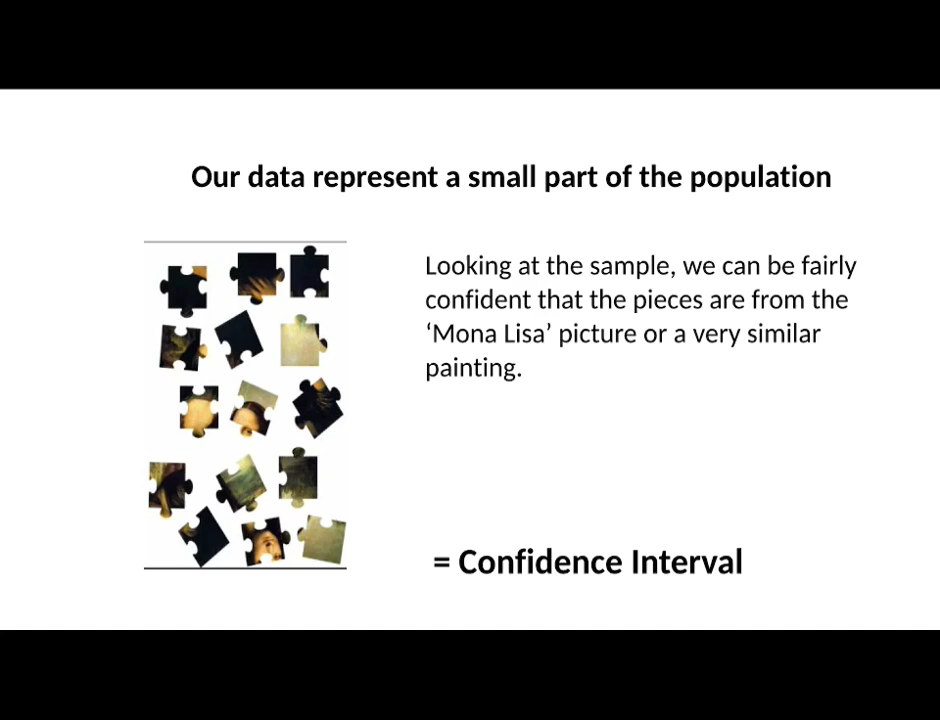 Our data represent a small part of the population
Looking at the sample, we can be fairly
confident that the pieces are from the
‘Mona Lisa’ picture or a very similar
painting.
= Confidence Interval